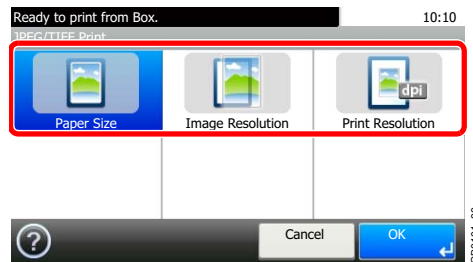 Ready to print from Box. 10:10
JPEG/TIFF Print
Paper Size Image Resolution Print Resolution
dpi
? Cancel OK